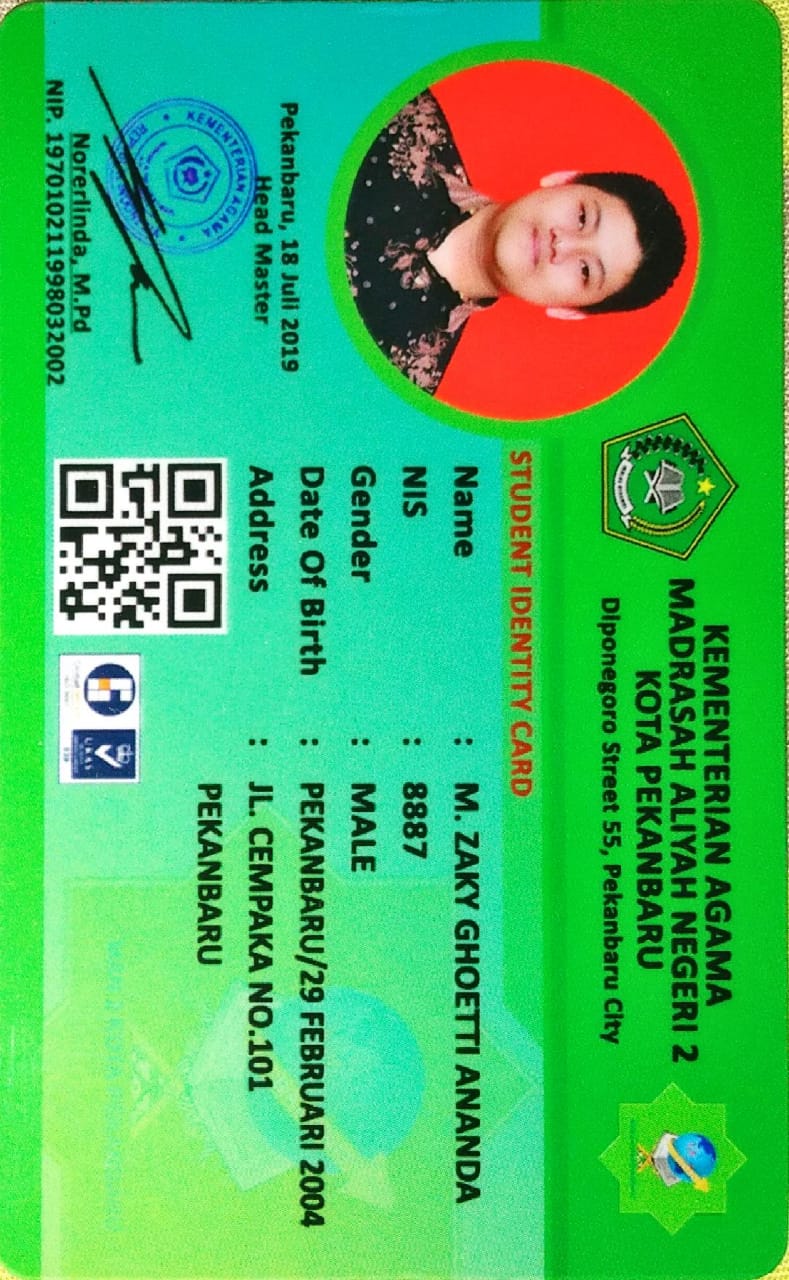 KEMENTERIAN AGAMA
MADRASAH ALIYAH NEGERI 2
KOTA PEKANBARU
Diponegoro Street 55, Pekanbaru City
STUDENT IDENTITY CARD
Name : M. ZAKY GHOETTI ANANDA
NIS : 8887
Gender : MALE
Date Of Birth : PEKANBARU/29 FEBRUARI 2004
Address : JL. CEMPAKA NO.101
PEKANBARU
Pekanbaru, 18 Juli 2019
Head Master
KEMENTERIAN AGAMA
Norerlinda, M.Pd
NIP. 197010211998032002
UKAS